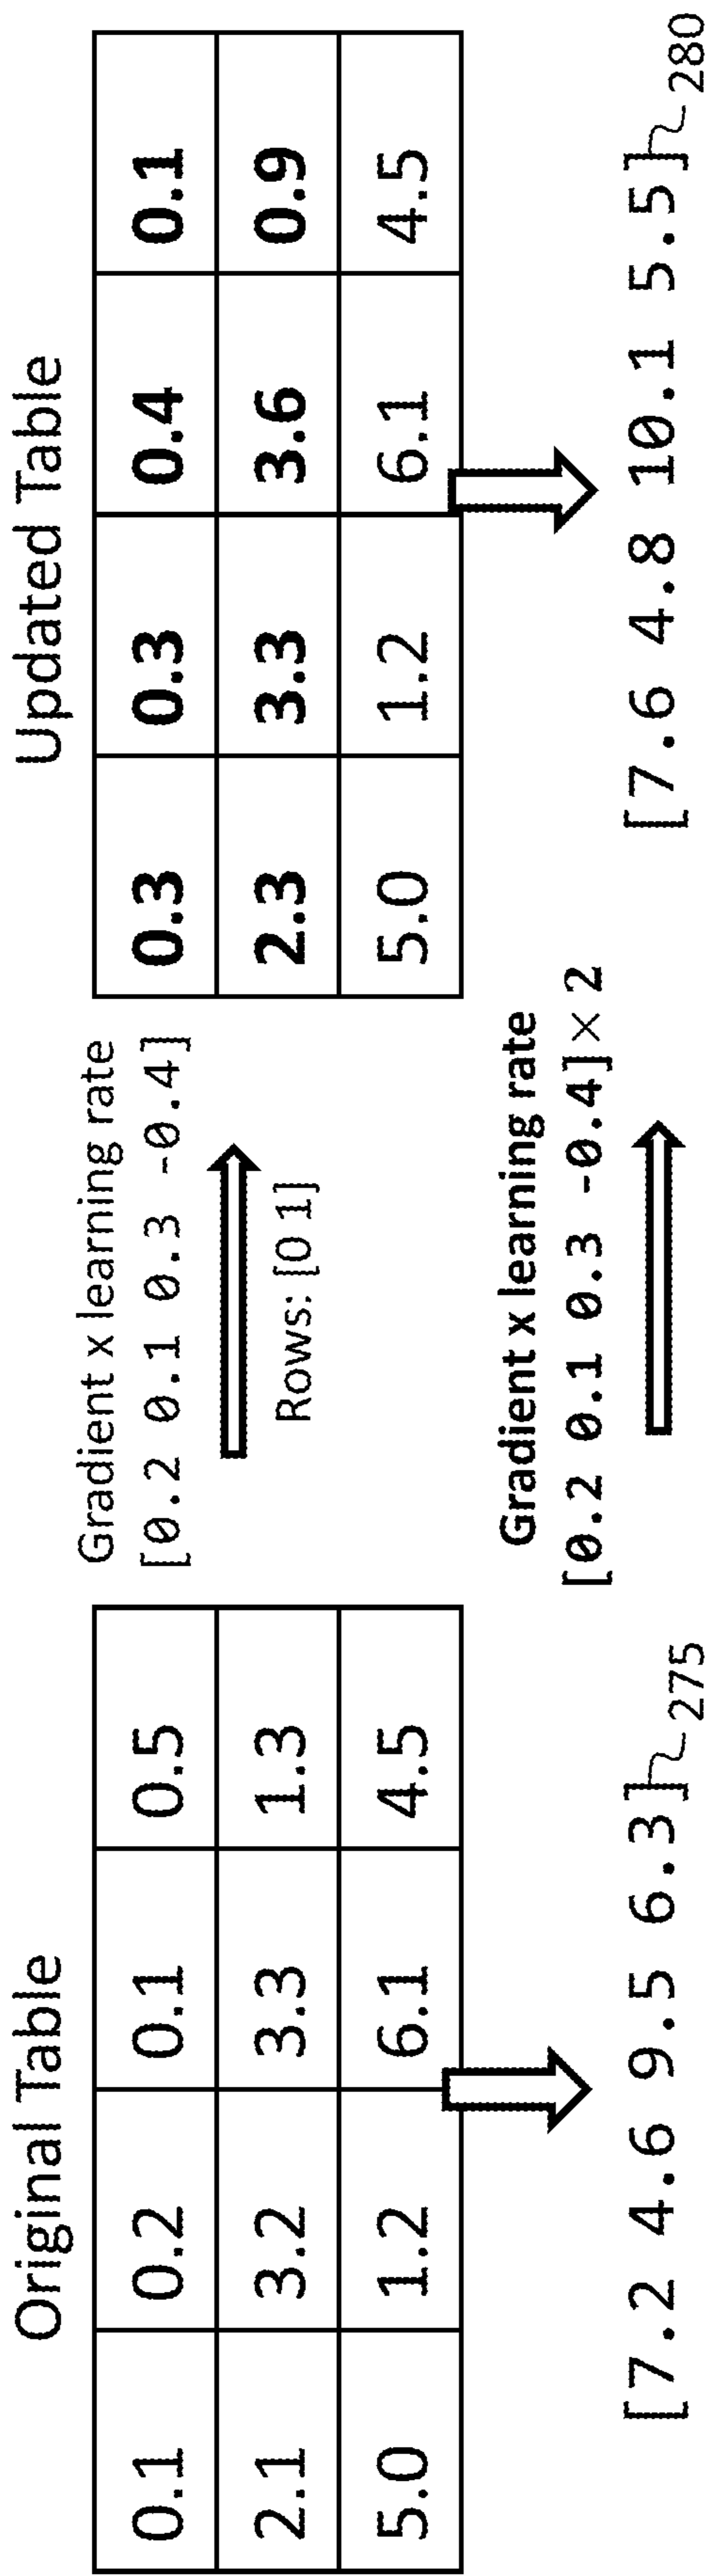 Original Table
0.1 0.2 0.1 0.5
2.1 3.2 3.3 1.3
5.0 1.2 6.1 4.5
[7.2 4.6 9.5 6.3]
275
Gradient x learning rate
[0.2 0.1 0.3 -0.4]
Rows: [0 1]
Gradient x learning rate
[0.2 0.1 0.3 -0.4] × 2
Updated Table
0.3 0.3 0.4 0.1
2.3 3.3 3.6 0.9
5.0 1.2 6.1 4.5
[7.6 4.8 10.1 5.5]
280